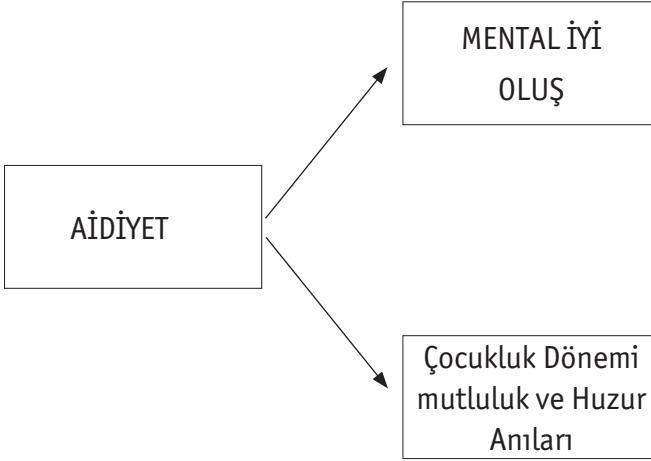 MENTAL İYİ
OLUŞ
AİDİYET
Çocukluk Dönemi
mutluluk ve Huzur
Anıları